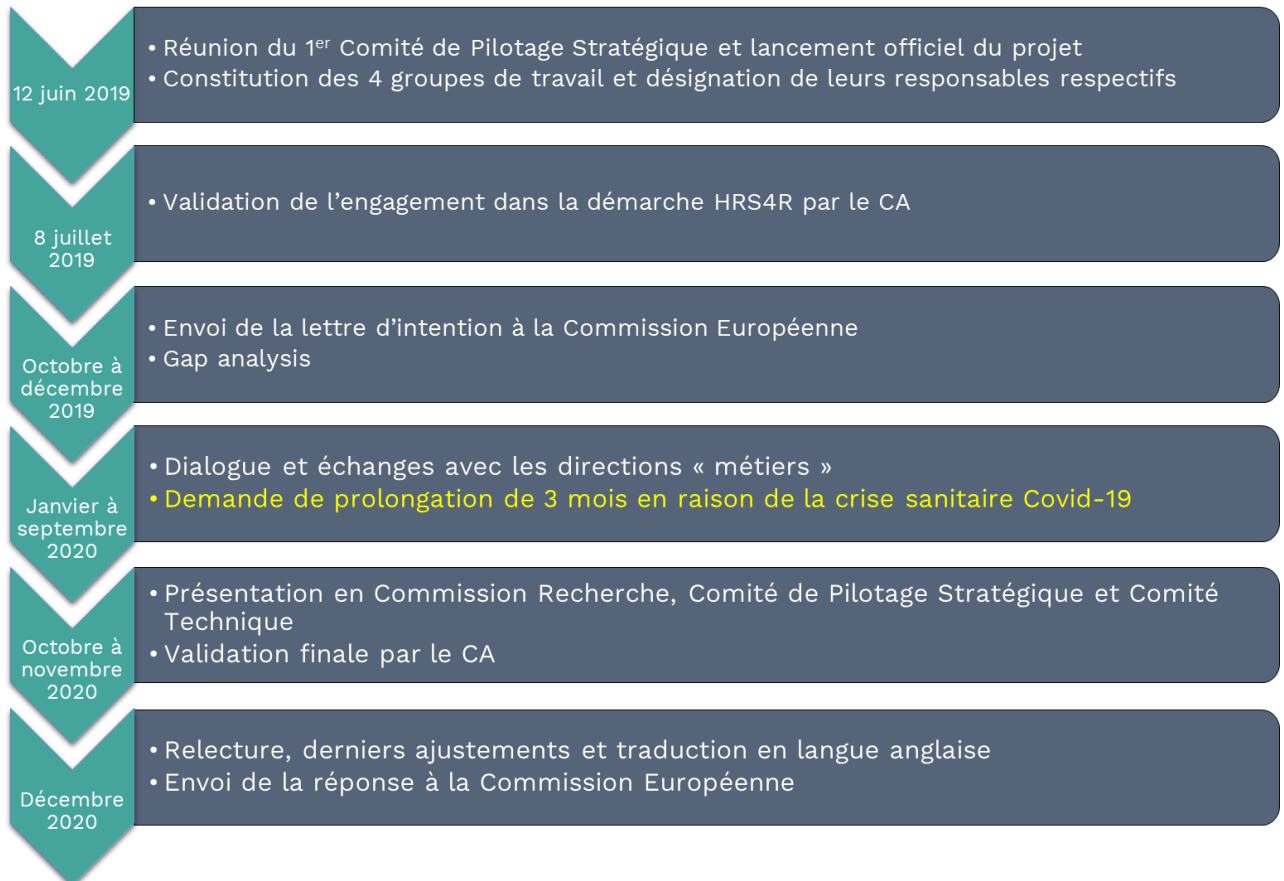 12 juin 2019
• Réunion du 1er Comité de Pilotage Stratégique et lancement officiel du projet
• Constitution des 4 groupes de travail et désignation de leurs responsables respectifs
8 juillet
2019
• Validation de l’engagement dans la démarche HRS4R par le CA
Octobre à
décembre
2019
• Envoi de la lettre d’intention à la Commission Européenne
• Gap analysis
Janvier à
septembre
2020
• Dialogue et échanges avec les directions « métiers »
• Demande de prolongation de 3 mois en raison de la crise sanitaire Covid-19
Octobre à
novembre
2020
• Présentation en Commission Recherche, Comité de Pilotage Stratégique et Comité
Technique
• Validation finale par le CA
Décembre
2020
• Relecture, derniers ajustements et traduction en langue anglaise
• Envoi de la réponse à la Commission Européenne